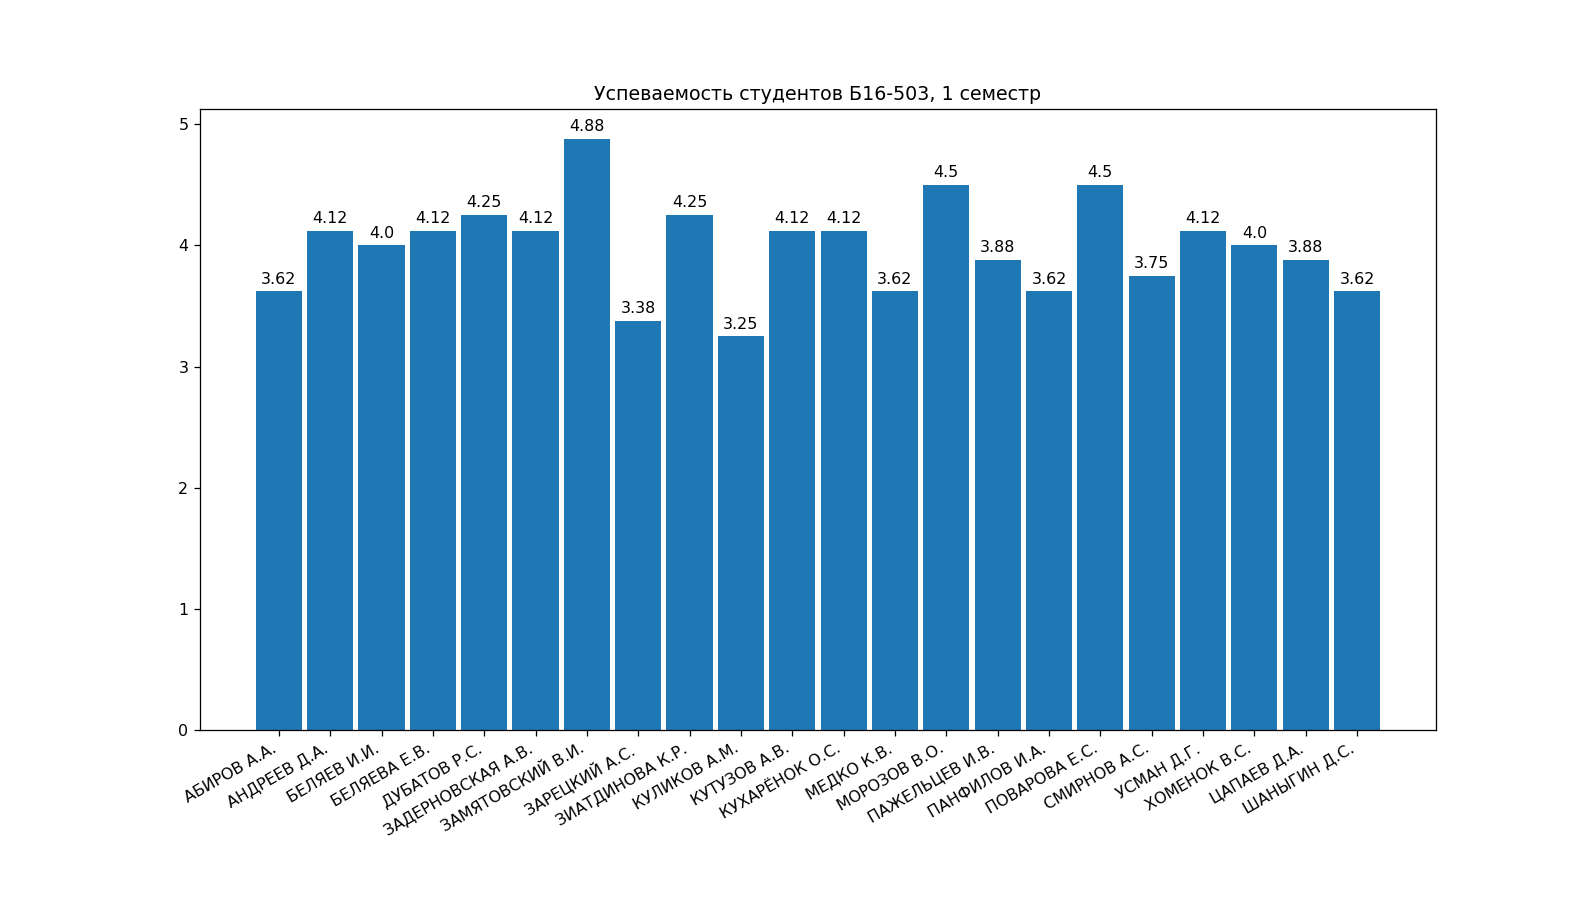 Успеваемость студентов Б16-503, 1 семестр
5
4
3
2
1
0
3.62
4.12
4.0
4.12
4.25
4.12
4.88
3.38
4.25
3.25
4.12
4.12
3.62
4.5
3.88
3.62
4.5
3.75
4.12
4.0
3.88
3.62
АБИРОВ А.А.
АНДРЕЕВ Д.А.
БЕЛЯЕВ И.И.
БЕЛЯЕВА Е.В.
ДУБАТОВ Р.С.
ЗАДЕРНОВСКАЯ А.В.
ЗАМЯТОВСКИЙ В.И.
ЗАРЕЦКИЙ А.С.
ЗИАТДИНОВА К.Р.
КУЛИКОВ А.М.
КУТУЗОВ А.В.
КУХАРЁНОК О.С.
МЕДКО К.В.
МОРОЗОВ В.О.
ПАЖЕЛЬЦЕВ И.В.
ПАНФИЛОВ И.А.
ПОВАРОВА Е.С.
СМИРНОВ А.С.
УСМАН Д.Г.
ХОМЕНОК В.С.
ЦАПАЕВ Д.А.
ШАНЫГИН Д.С.